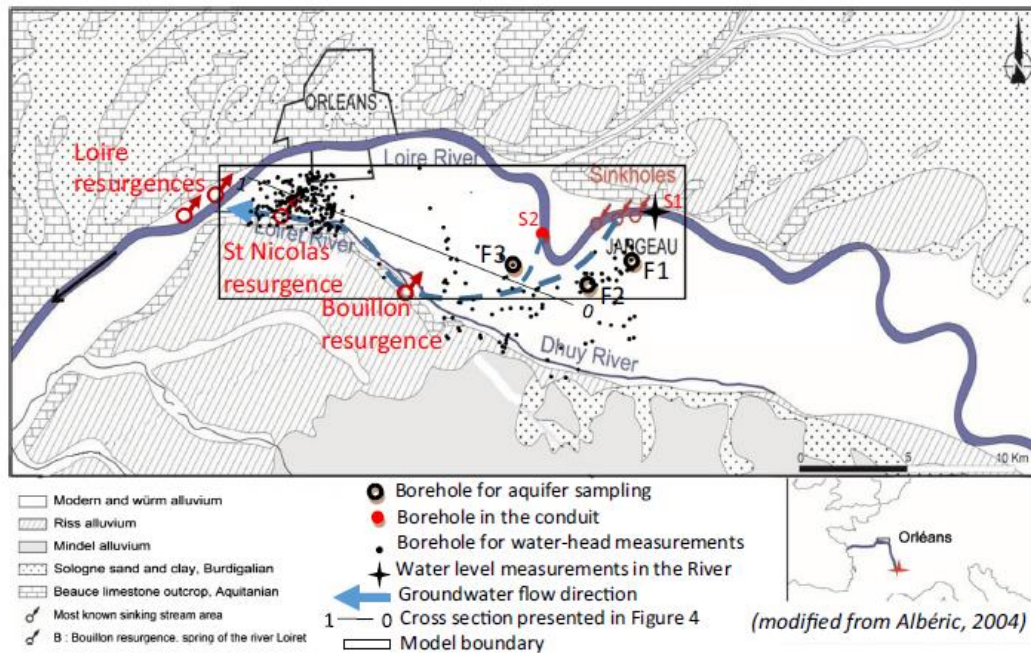 ORLEANS
Loire
resurgences
Loire River
Sinkholes
1
S1
S2
JARGEAU
Loiret River
St Nicolas
resurgence
F3
F1
F2
0
Bouillon
resurgence
Dhuy River
0 5 10 Km
Modern and würm alluvium
Riss alluvium
Mindel alluvium
Sologne sand and clay, Burdigalian
Beauce limestone outcrop, Aquitanian
Most known sinking stream area
B : Bouillon resurgence. spring of the river Loiret
Borehole for aquifer sampling
Borehole in the conduit
Borehole for water-head measurements
Water level measurements in the River
Groundwater flow direction
1 0 Cross section presented in Figure 4
Model boundary
Orléans
(modified from Albéric, 2004)